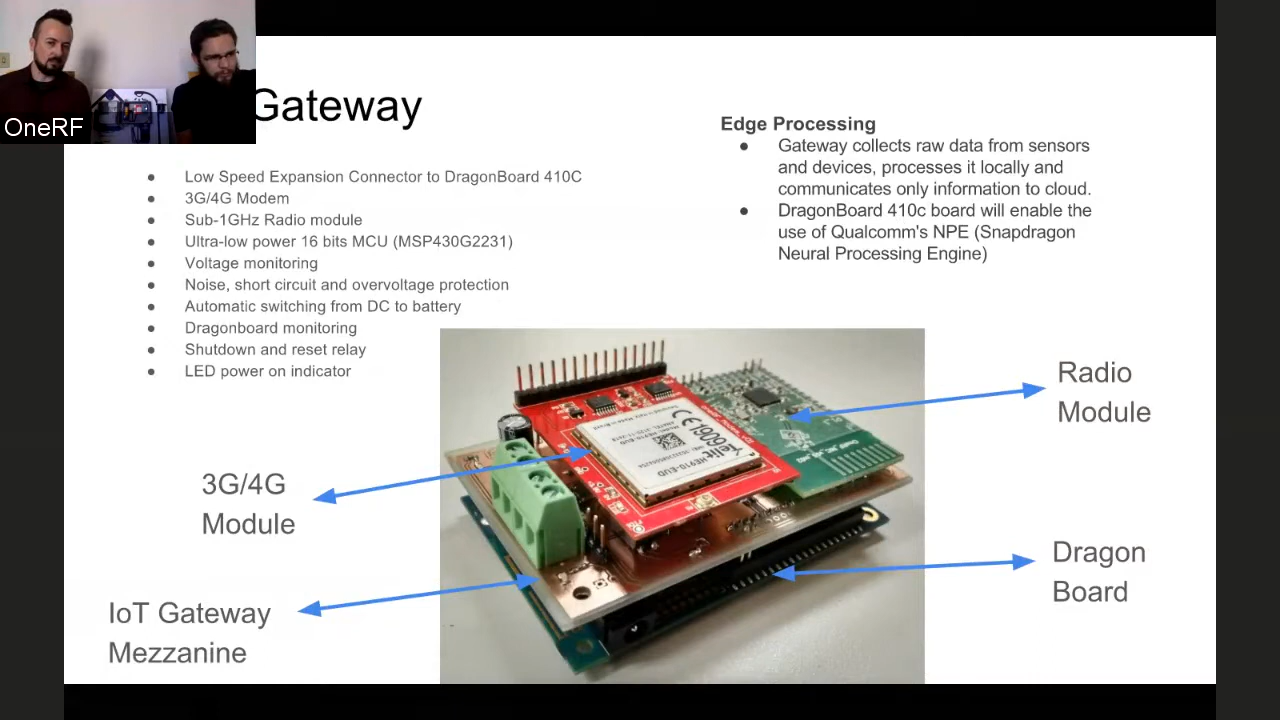 OneRF
Gateway
Low Speed Expansion Connector to DragonBoard 410C
3G/4G Modem
Sub-1GHz Radio module
Ultra-low power 16 bits MCU (MSP430G2231)
Voltage monitoring
Noise, short circuit and overvoltage protection
Automatic switching from DC to battery
Dragonboard monitoring
Shutdown and reset relay
LED power on indicator
Edge Processing
Gateway collects raw data from sensors
and devices, processes it locally and
communicates only information to cloud.
DragonBoard 410c board will enable the
use of Qualcomm's NPE (Snapdragon
Neural Processing Engine)
Radio
Module
3G/4G
Module
Dragon
Board
IoT Gateway
Mezzanine
Telit
HE910-EUD